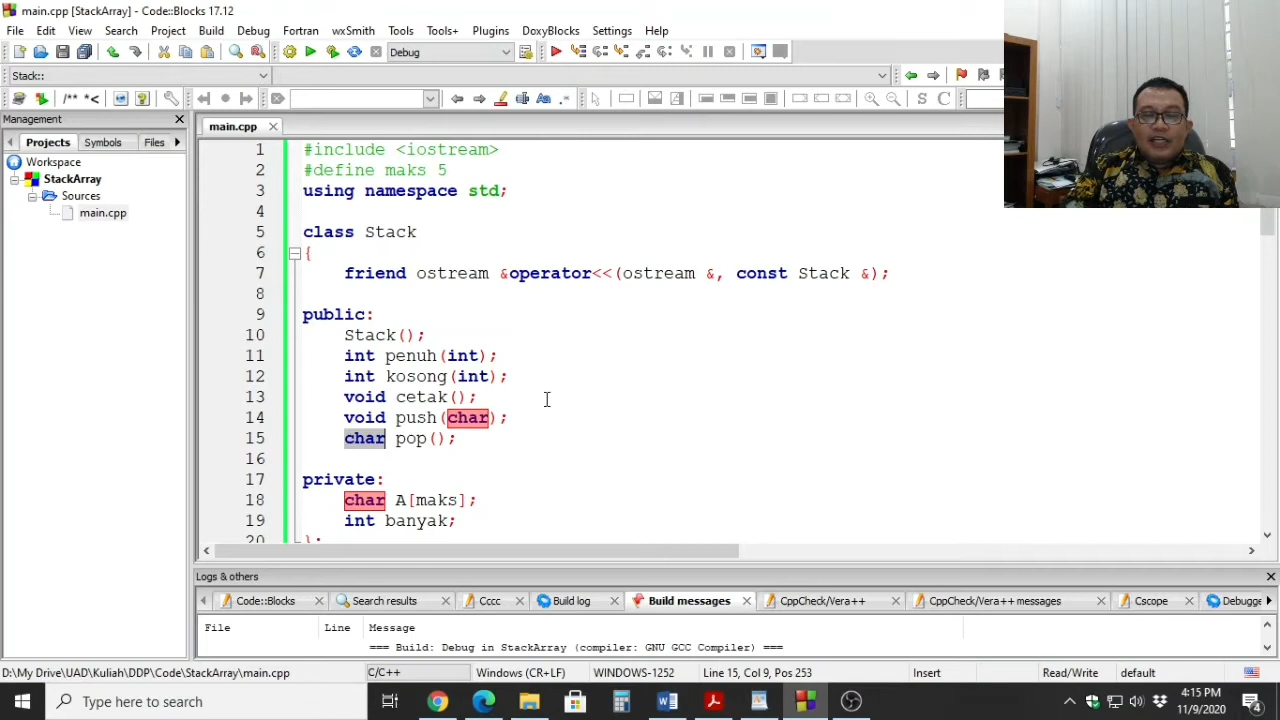 main.cpp [StackArray] - Code::Blocks 17.12
File Edit View Search Project Build Debug Fortran wxSmith Tools Tools+ Plugins DoxyBlocks Settings Help
Debug
Stack::
/** *<
S C
Management
main.cpp
Projects Symbols Files
Workspace
StackArray
Sources
main.cpp
1 #include <iostream>
2 #define maks 5
3 using namespace std;
4
5 class Stack
6 {
7 friend ostream &operator<<(ostream &, const Stack &);
8
9 public:
10 Stack();
11 int penuh(int);
12 int kosong(int);
13 void cetak();
14 void push(char);
15 char pop();
16
17 private:
18 char A[maks];
19 int banyak;
20 };
Logs & others
Code::Blocks Search results Cccc Build log Build messages CppCheck/Vera++ CppCheck/Vera++ messages Cscope Debugge
File Line Message
=== Build: Debug in StackArray (compiler: GNU GCC Compiler) ===
D:\My Drive\UAD\Kuliah\DDP\Code\StackArray\main.cpp C/C++ Windows (CR+LF) WINDOWS-1252 Line 15, Col 9, Pos 253 Insert Read/Write default
Type here to search
4:15 PM
11/9/2020
4